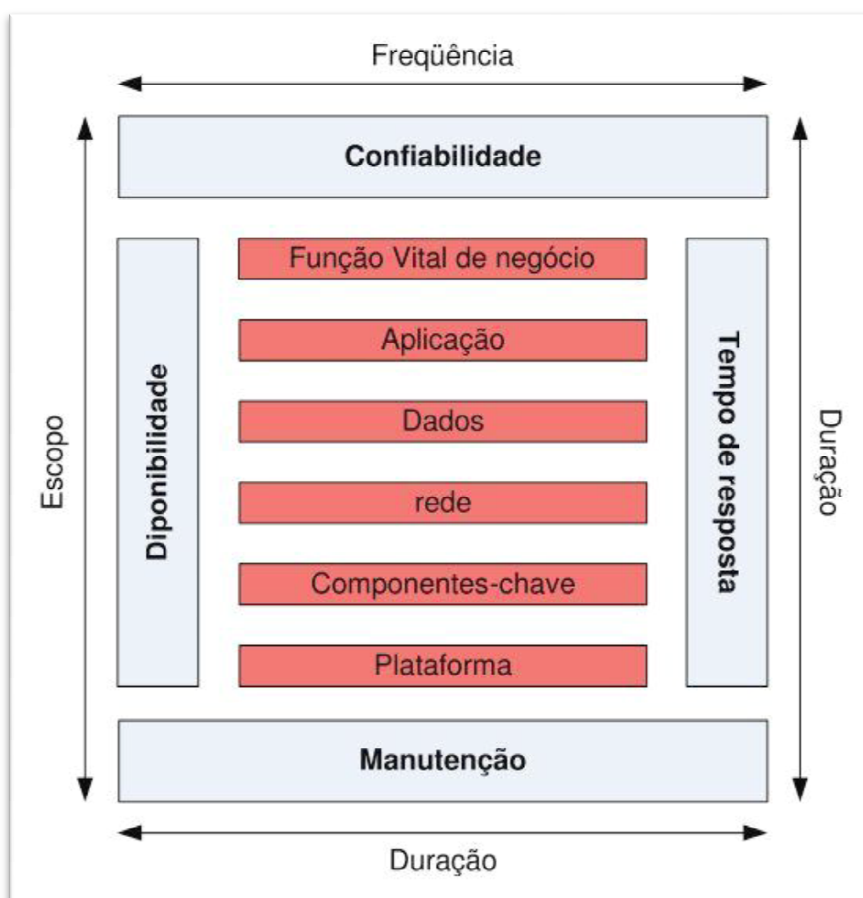 Freqüência
Confiabilidade
Escopo
Diponibilidade
Função Vital de negócio
Aplicação
Dados
rede
Componentes-chave
Plataforma
Tempo de resposta
Duração
Manutenção
Duração